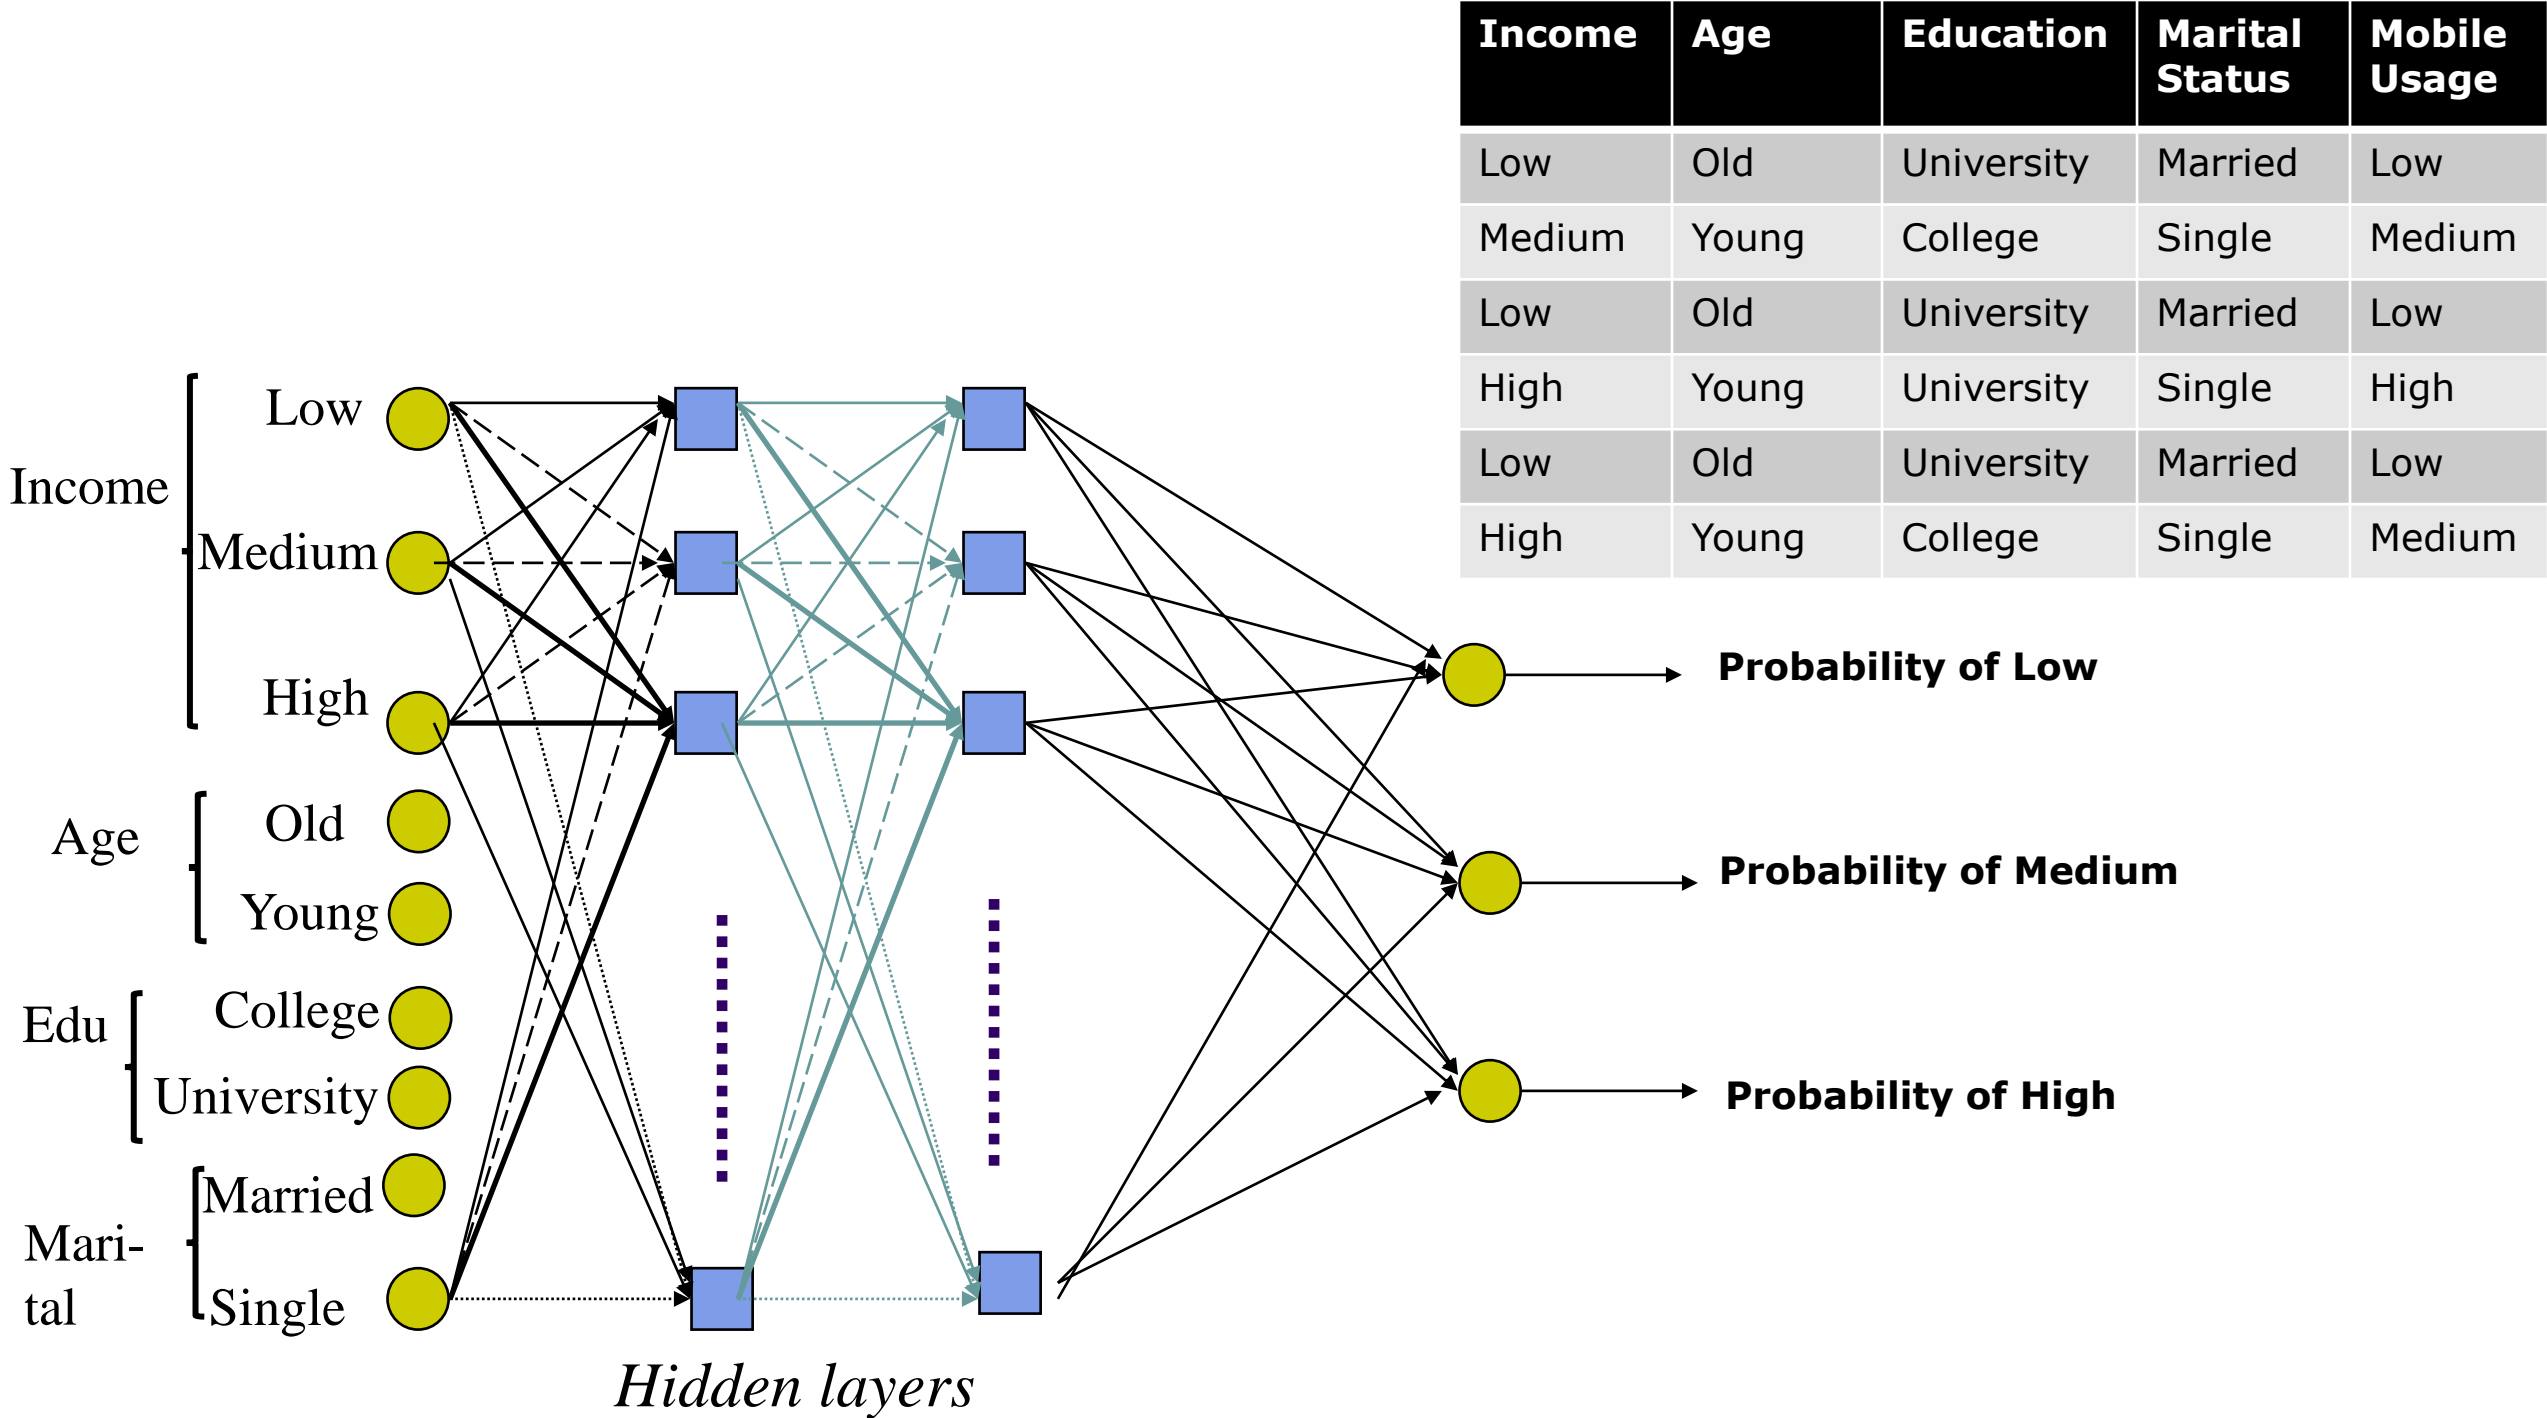 Income Age Education Marital Status Mobile Usage
Low Old University Married Low
Medium Young College Single Medium
Low Old University Married Low
High Young University Single High
Low Old University Married Low
High Young College Single Medium
Low
Income
Medium
High
Old
Age
Young
College
Edu
University
Married
Mari-
tal
Single
Hidden layers
Probability of Low
Probability of Medium
Probability of High